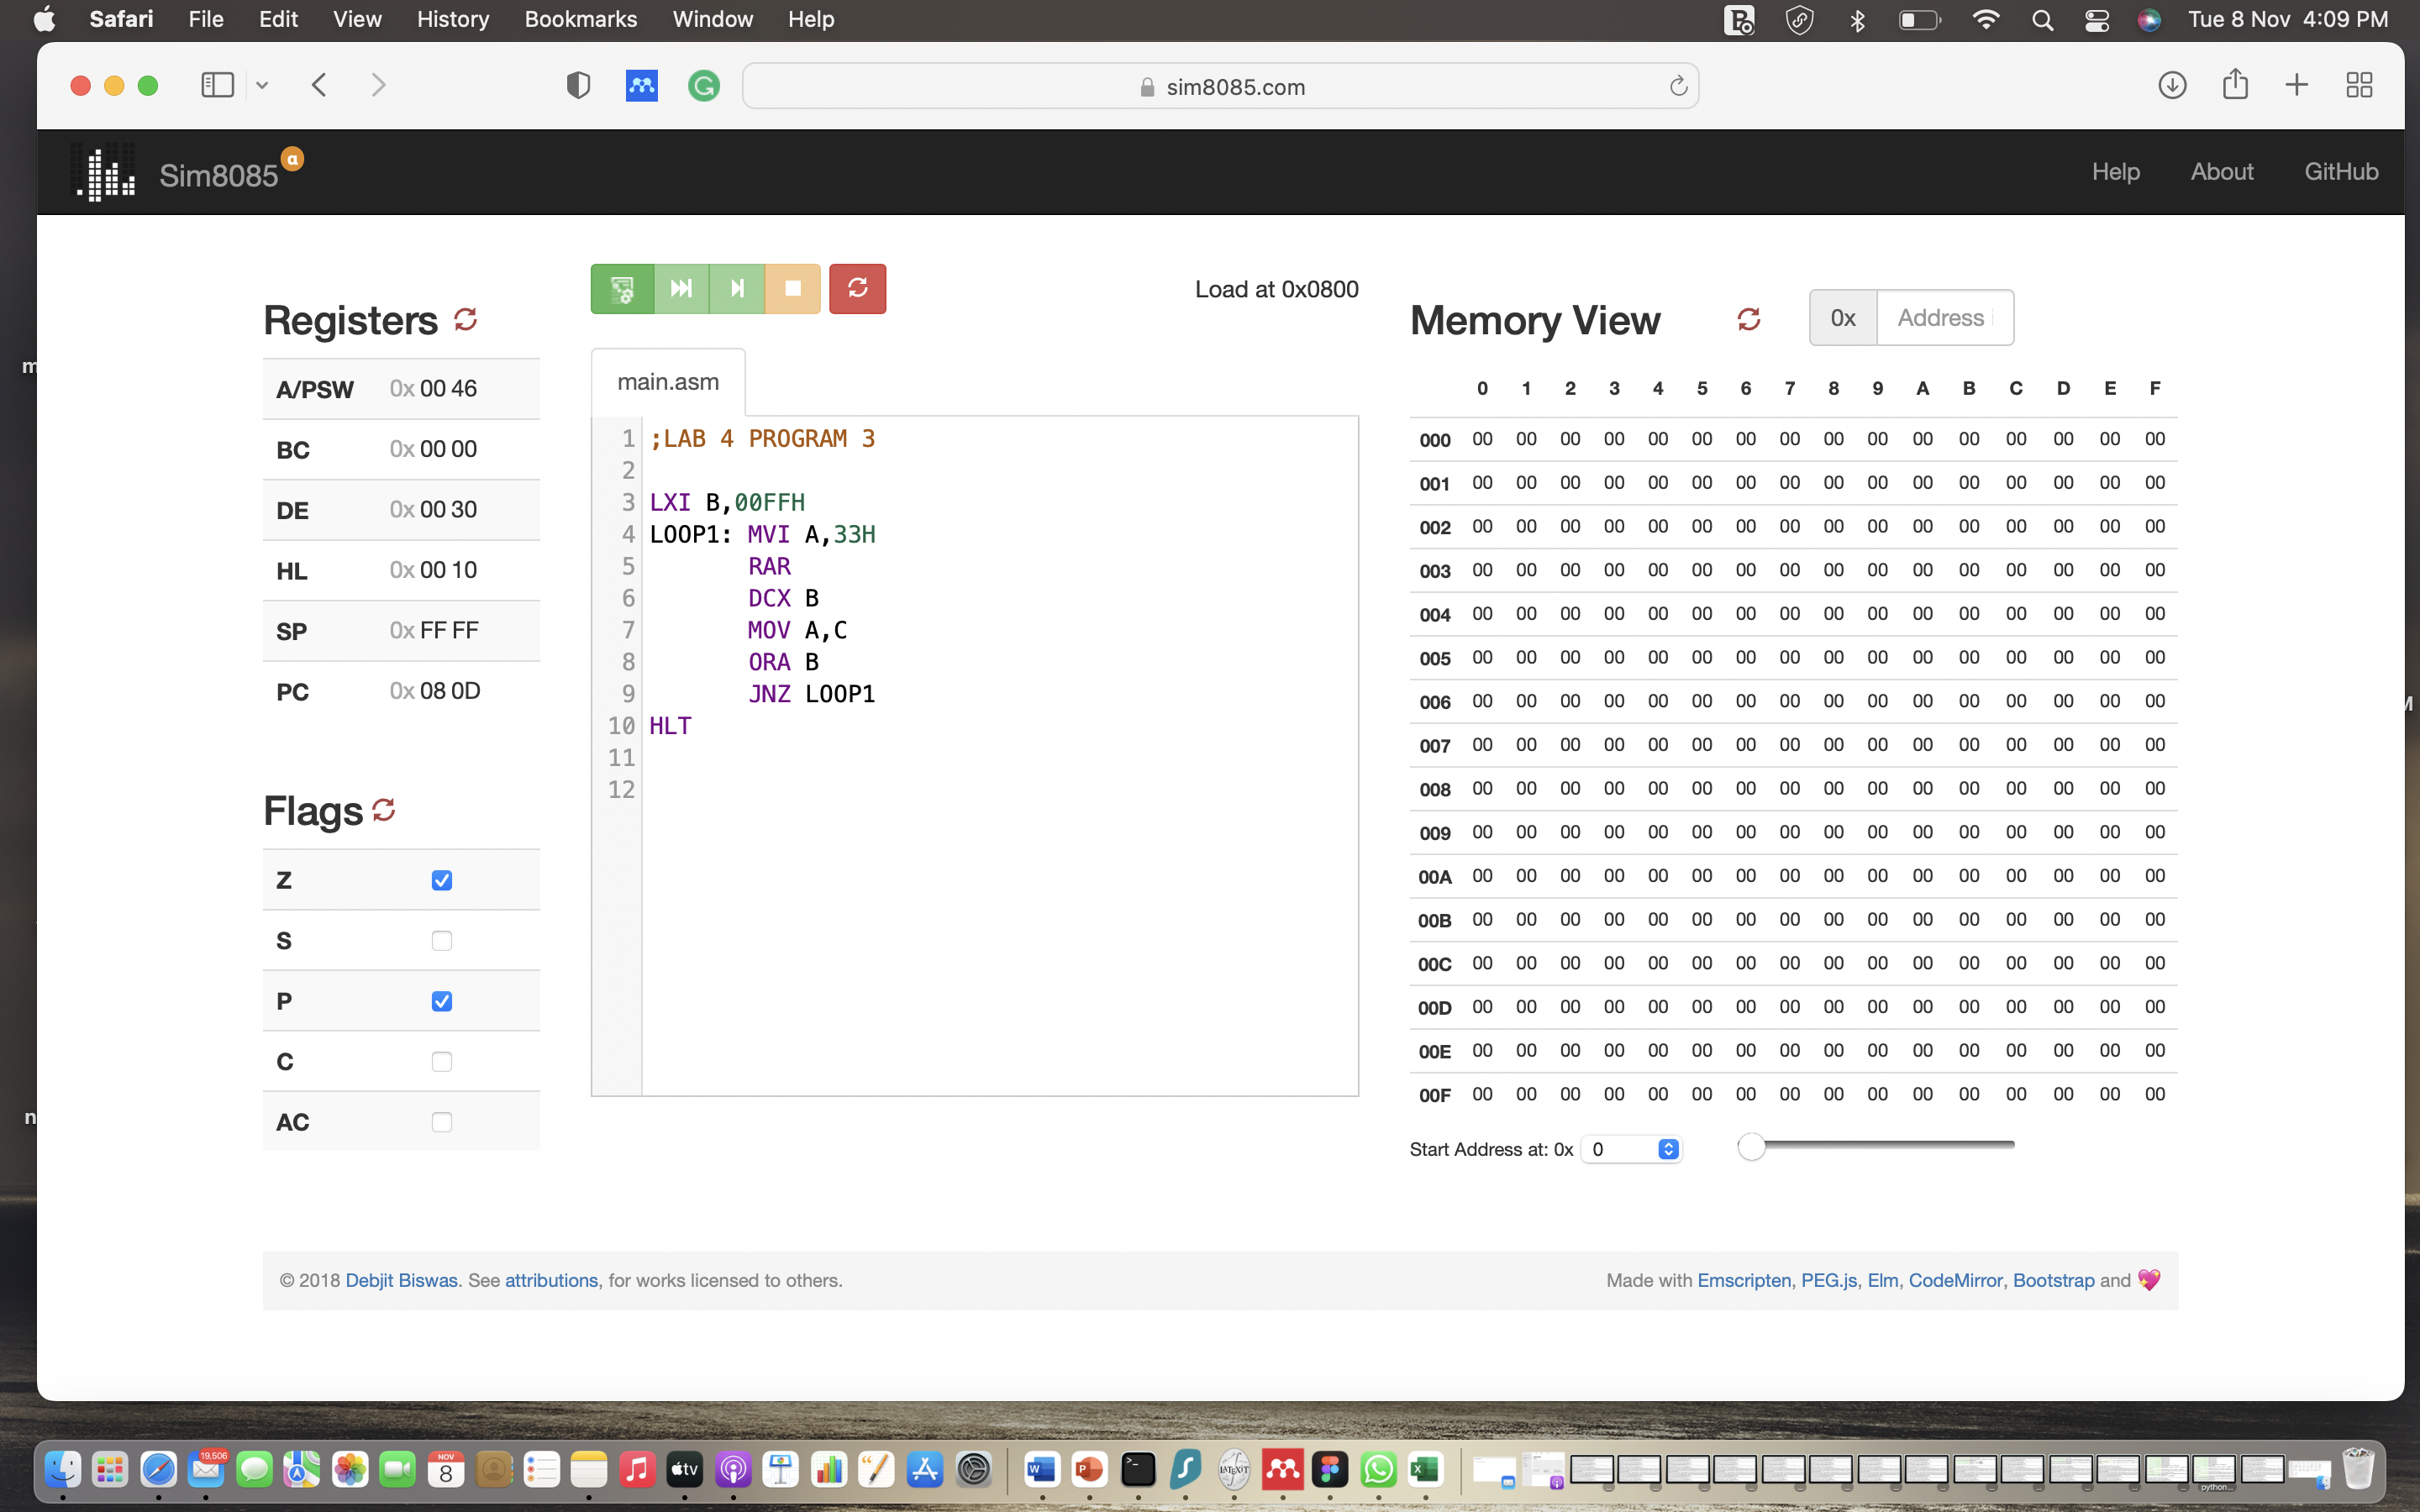 Safari File Edit View History Bookmarks Window Help Tue 8 Nov 4:09 PM
sim8085.com
Sim8085 α Help About GitHub
Load at 0x0800
Registers
A/PSW 0x 00 46
BC 0x 00 00
DE 0x 00 30
HL 0x 00 10
SP 0x FF FF
PC 0x 08 0D
Flags
Z
S
P
C
AC
main.asm
1 ;LAB 4 PROGRAM 3
2
3 LXI B,00FFH
4 LOOP1: MVI A,33H
5 RAR
6 DCX B
7 MOV A,C
8 ORA B
9 JNZ LOOP1
10 HLT
11
12
Memory View 0x Address
0 1 2 3 4 5 6 7 8 9 A B C D E F
000 00 00 00 00 00 00 00 00 00 00 00 00 00 00 00 00
001 00 00 00 00 00 00 00 00 00 00 00 00 00 00 00 00
002 00 00 00 00 00 00 00 00 00 00 00 00 00 00 00 00
003 00 00 00 00 00 00 00 00 00 00 00 00 00 00 00 00
004 00 00 00 00 00 00 00 00 00 00 00 00 00 00 00 00
005 00 00 00 00 00 00 00 00 00 00 00 00 00 00 00 00
006 00 00 00 00 00 00 00 00 00 00 00 00 00 00 00 00
007 00 00 00 00 00 00 00 00 00 00 00 00 00 00 00 00
008 00 00 00 00 00 00 00 00 00 00 00 00 00 00 00 00
009 00 00 00 00 00 00 00 00 00 00 00 00 00 00 00 00
00A 00 00 00 00 00 00 00 00 00 00 00 00 00 00 00 00
00B 00 00 00 00 00 00 00 00 00 00 00 00 00 00 00 00
00C 00 00 00 00 00 00 00 00 00 00 00 00 00 00 00 00
00D 00 00 00 00 00 00 00 00 00 00 00 00 00 00 00 00
00E 00 00 00 00 00 00 00 00 00 00 00 00 00 00 00 00
00F 00 00 00 00 00 00 00 00 00 00 00 00 00 00 00 00
Start Address at: 0x 0
© 2018 Debjit Biswas. See attributions, for works licensed to others.
Made with Emscripten, PEG.js, Elm, CodeMirror, Bootstrap and 💖
19,506
NOV
8
tv
W
P
LATEXiT
X
python...